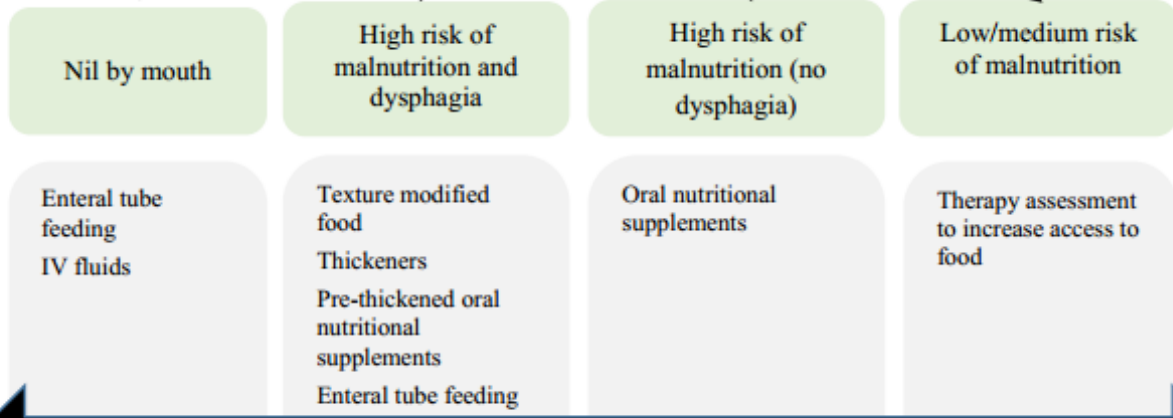 Nil by mouth
High risk of
malnutrition and
dysphagia
High risk of
malnutrition (no
dysphagia)
Low/medium risk
of malnutrition
Enteral tube
feeding
IV fluids
Texture modified
food
Thickeners
Pre-thickened oral
nutritional
supplements
Enteral tube feeding
Oral nutritional
supplements
Therapy assessment
to increase access to
food